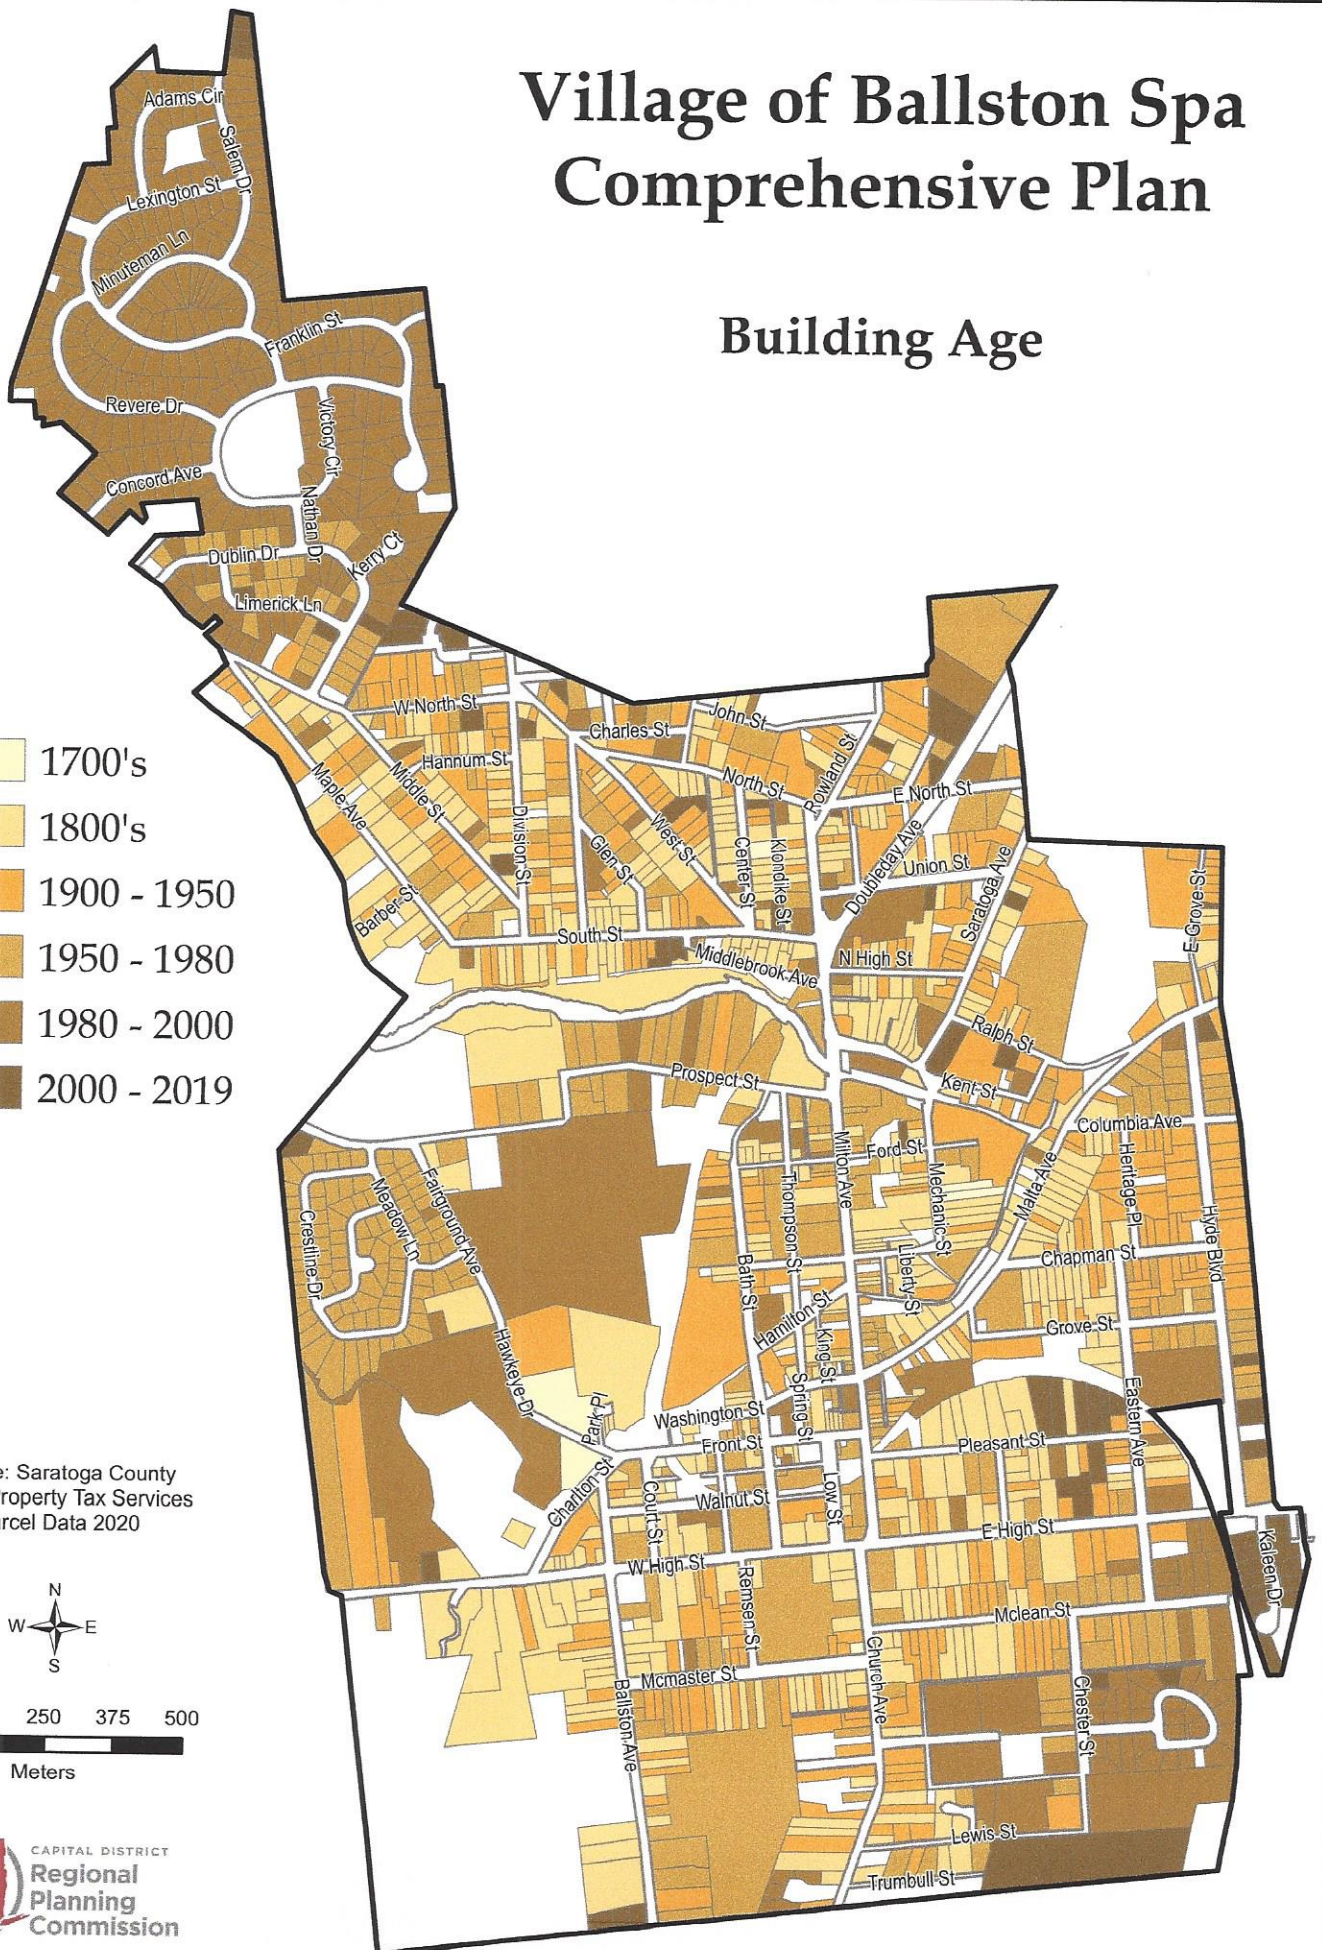 Village of Ballston Spa
Comprehensive Plan
Building Age
Adams Cir
Salem Dr
Lexington St
Minuteman Ln
Franklin St
Revere Dr
Victory Cir
Concord Ave
Nathan Dr
Dublin Dr
Kerry Ct
Limerick Ln
W North St
Charles St
John St
Hannum St
North St
Rowland St
E North St
Maple Ave
Middle St
Division St
Glen St
West St
Center St
Klondike St
Doubleday Ave
Union St
Saratoga Ave
E Grove St
Barber St
South St
Middlebrook Ave
N High St
Ralph St
Prospect St
Kent St
Columbia Ave
Milton Ave
Ford St
Mechanic St
Malta Ave
Heritage Pl
Hyde Blvd
Thompson St
Fairground Ave
Meadow Ln
Crestline Dr
Bath St
Liberty St
Chapman St
Hamilton St
King St
Grove St
Hawkeye Dr
Park Pl
Washington St
Spring St
Eastern Ave
Front St
Pleasant St
Charlton St
Court St
Walnut St
Low St
E High St
W High St
Remsen St
Kaleen Dr
Mclean St
Mcmaster St
Church Ave
Chester St
Ballston Ave
Lewis St
Trumbull St
1700's
1800's
1900 - 1950
1950 - 1980
1980 - 2000
2000 - 2019
e: Saratoga County
Property Tax Services
rcel Data 2020
N
W E
S
250 375 500
Meters
CAPITAL DISTRICT
Regional
Planning
Commission